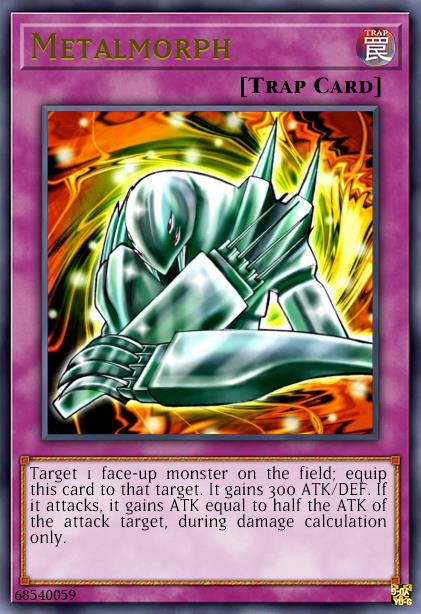 METALMORPH
TRAP
罠
[TRAP CARD]
Target 1 face-up monster on the field; equip
this card to that target. It gains 300 ATK/DEF. If
it attacks, it gains ATK equal to half the ATK of
the attack target, during damage calculation
only.
68540059